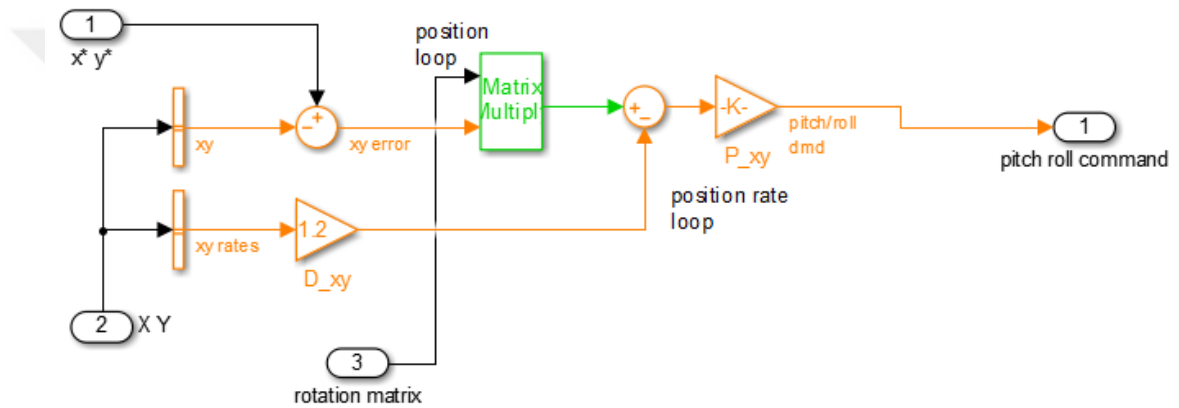 1
x* y*
position
loop
Matrix
Multiply
+
−
xy
xy error
+
−
-K-
P_xy
pitch/roll
dmd
1
pitch roll command
xy rates
1.2
D_xy
position rate
loop
2
X Y
3
rotation matrix